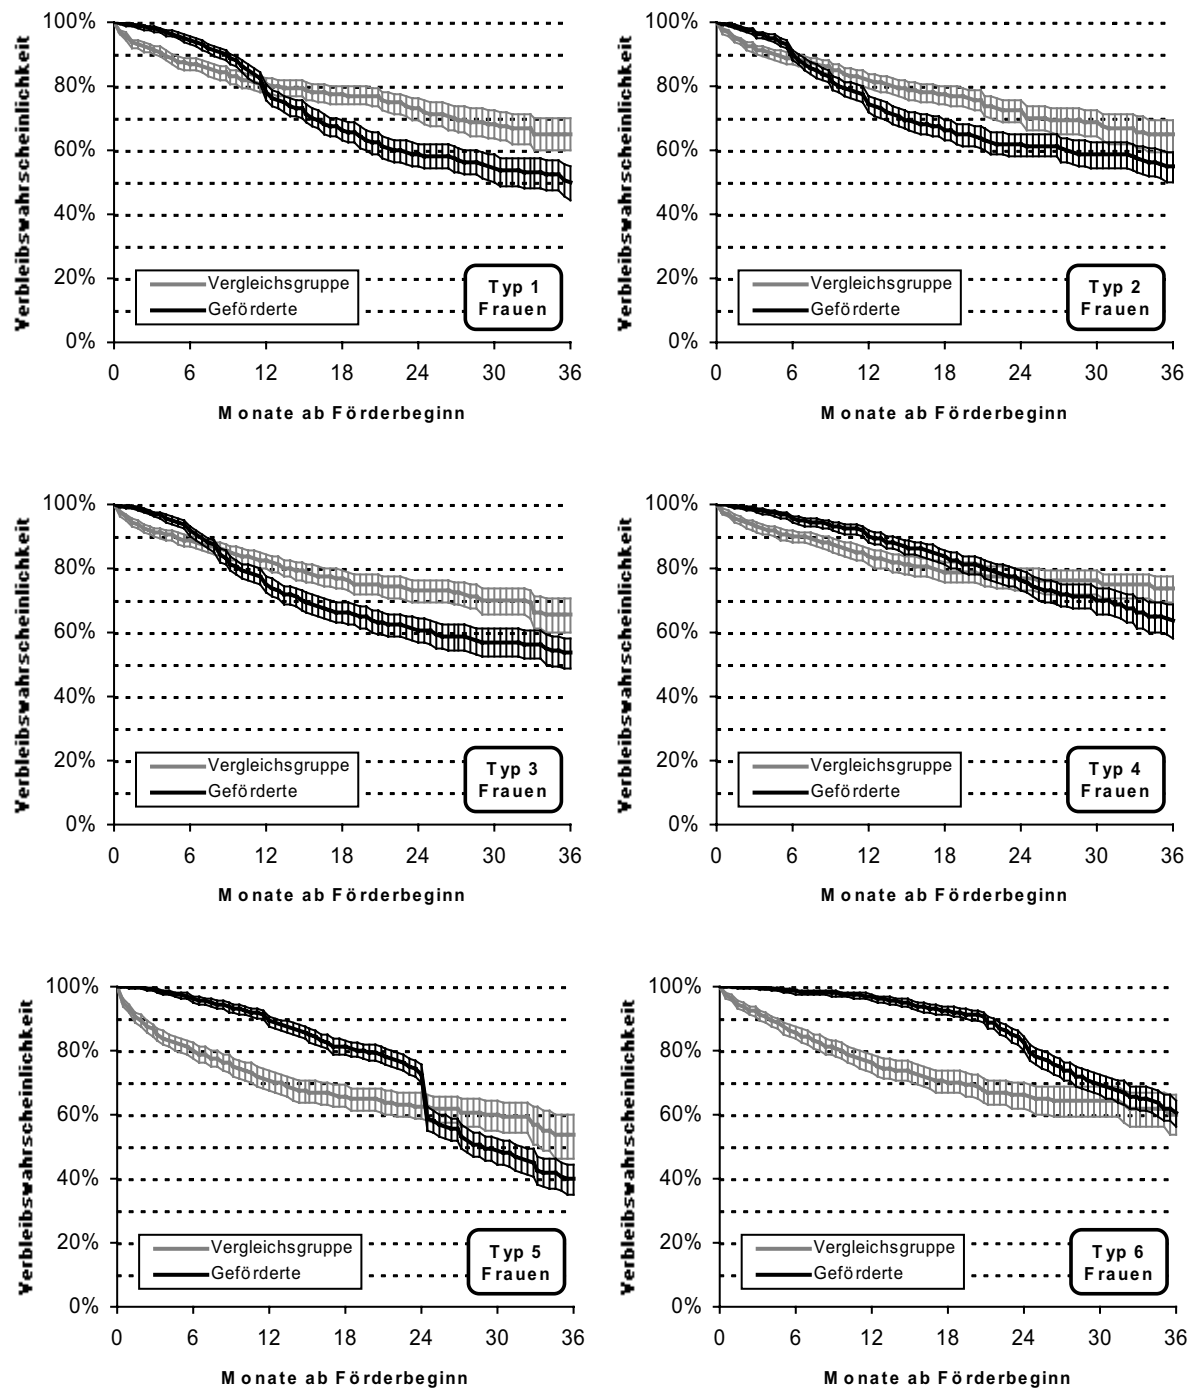 Verbleibswahrscheinlichkeit
100%
80%
60%
40%
20%
0%
Vergleichsgruppe
Geförderte
Typ 1
Frauen
0 6 12 18 24 30 36
Monate ab Förderbeginn
Verbleibswahrscheinlichkeit
100%
80%
60%
40%
20%
0%
Vergleichsgruppe
Geförderte
Typ 2
Frauen
0 6 12 18 24 30 36
Monate ab Förderbeginn
Verbleibswahrscheinlichkeit
100%
80%
60%
40%
20%
0%
Vergleichsgruppe
Geförderte
Typ 3
Frauen
0 6 12 18 24 30 36
Monate ab Förderbeginn
Verbleibswahrscheinlichkeit
100%
80%
60%
40%
20%
0%
Vergleichsgruppe
Geförderte
Typ 4
Frauen
0 6 12 18 24 30 36
Monate ab Förderbeginn
Verbleibswahrscheinlichkeit
100%
80%
60%
40%
20%
0%
Vergleichsgruppe
Geförderte
Typ 5
Frauen
0 6 12 18 24 30 36
Monate ab Förderbeginn
Verbleibswahrscheinlichkeit
100%
80%
60%
40%
20%
0%
Vergleichsgruppe
Geförderte
Typ 6
Frauen
0 6 12 18 24 30 36
Monate ab Förderbeginn